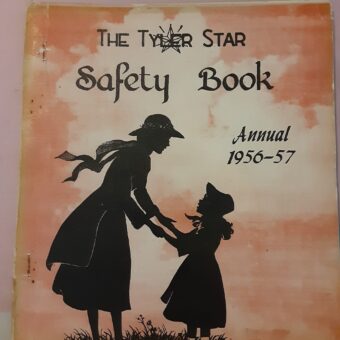 THE TYLER STAR
Safety Book
Annual
1956-57